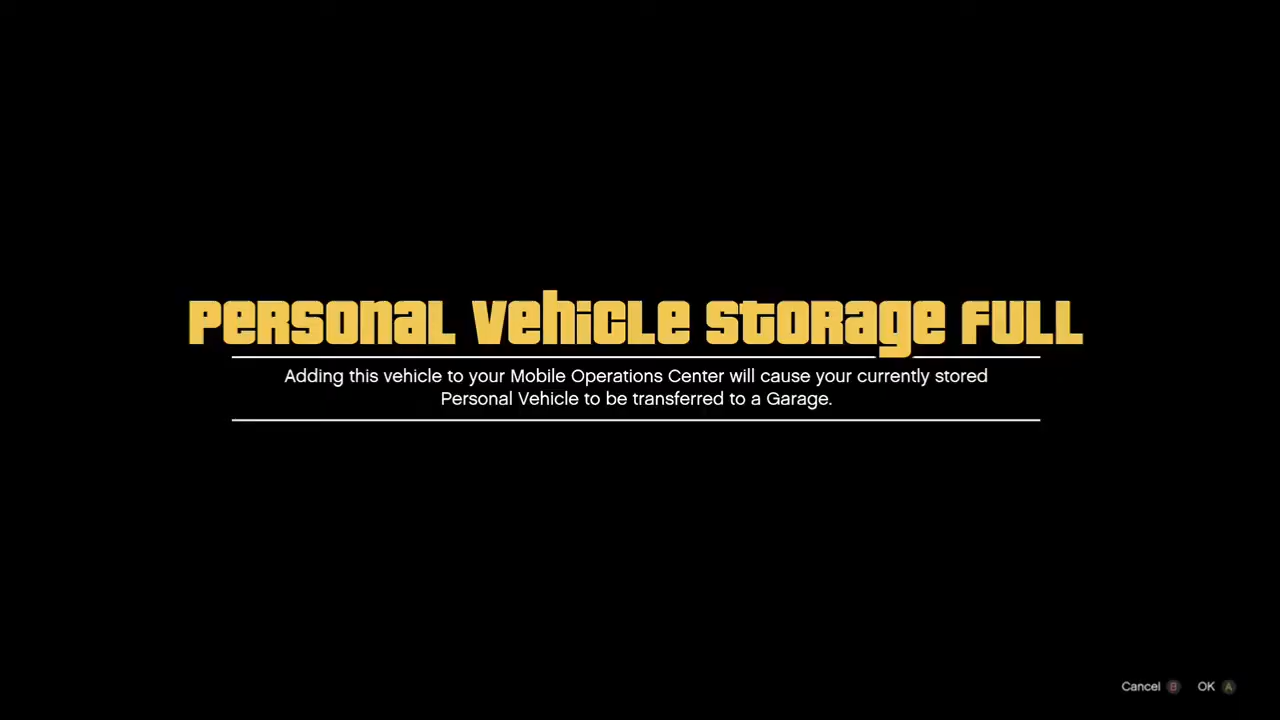 Personal Vehicle Storage Full
Adding this vehicle to your Mobile Operations Center will cause your currently stored
Personal Vehicle to be transferred to a Garage.
Cancel B OK A